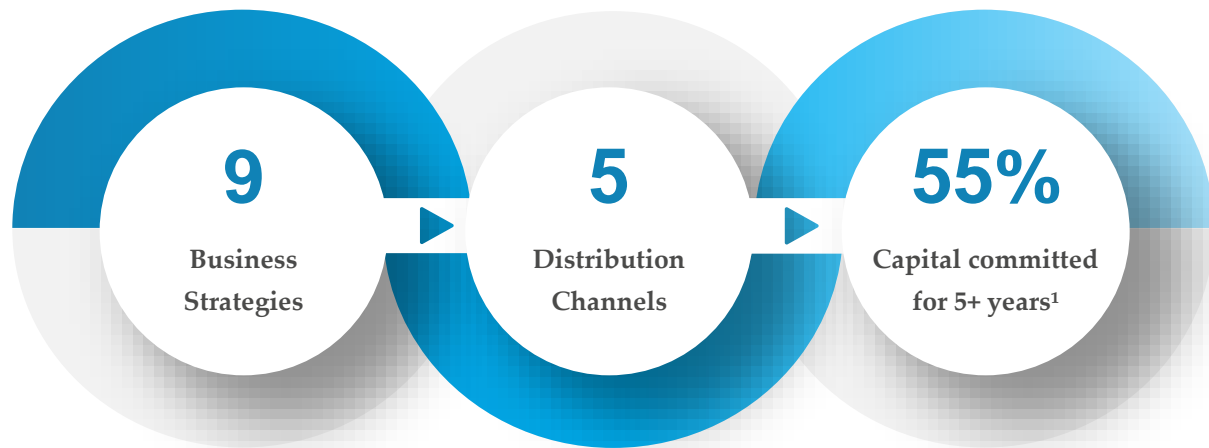 9
Business
Strategies
5
Distribution
Channels
55%
Capital committed
for 5+ years¹